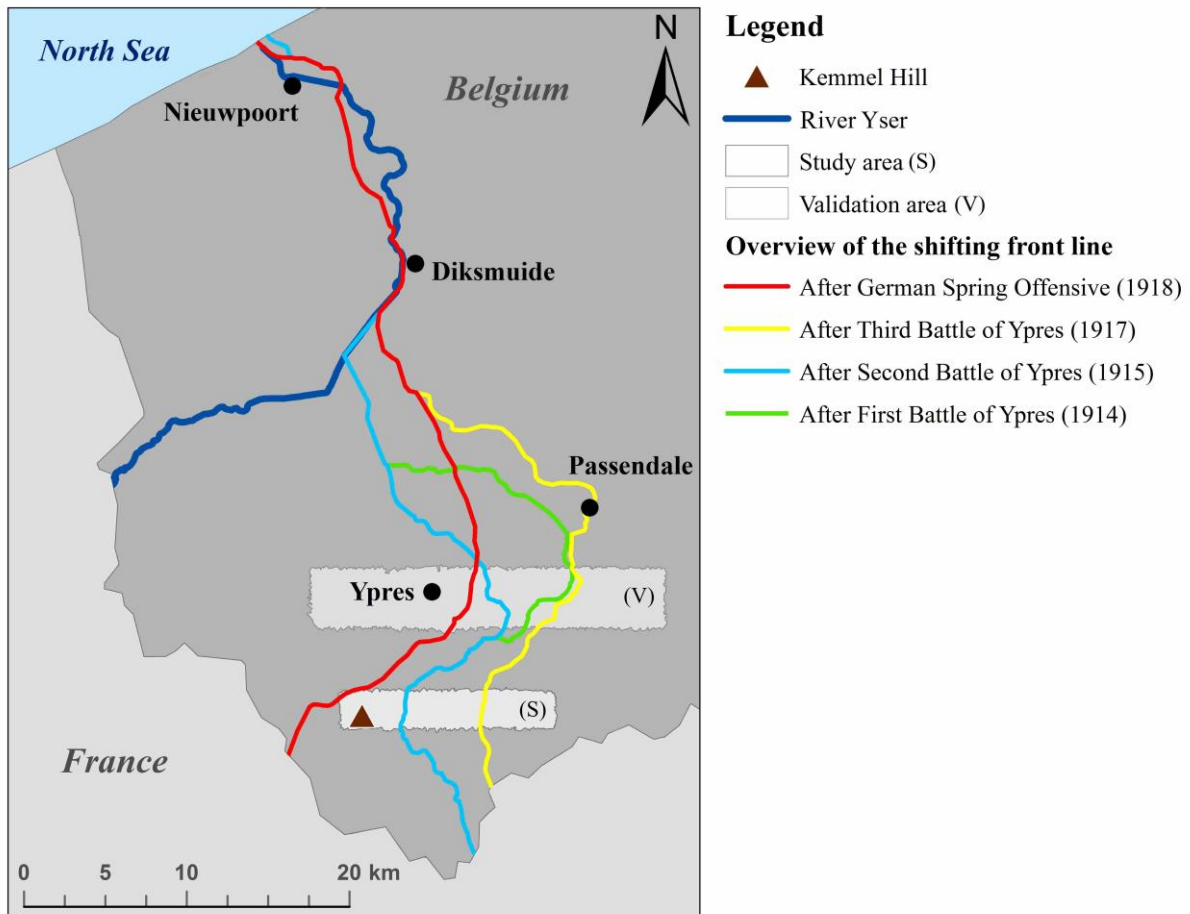 North Sea
Nieuwpoort
Belgium
N
Diksmuide
Passendale
Ypres
(V)
(S)
France
0 5 10 20 km
Legend
Kemmel Hill
River Yser
Study area (S)
Validation area (V)
Overview of the shifting front line
After German Spring Offensive (1918)
After Third Battle of Ypres (1917)
After Second Battle of Ypres (1915)
After First Battle of Ypres (1914)